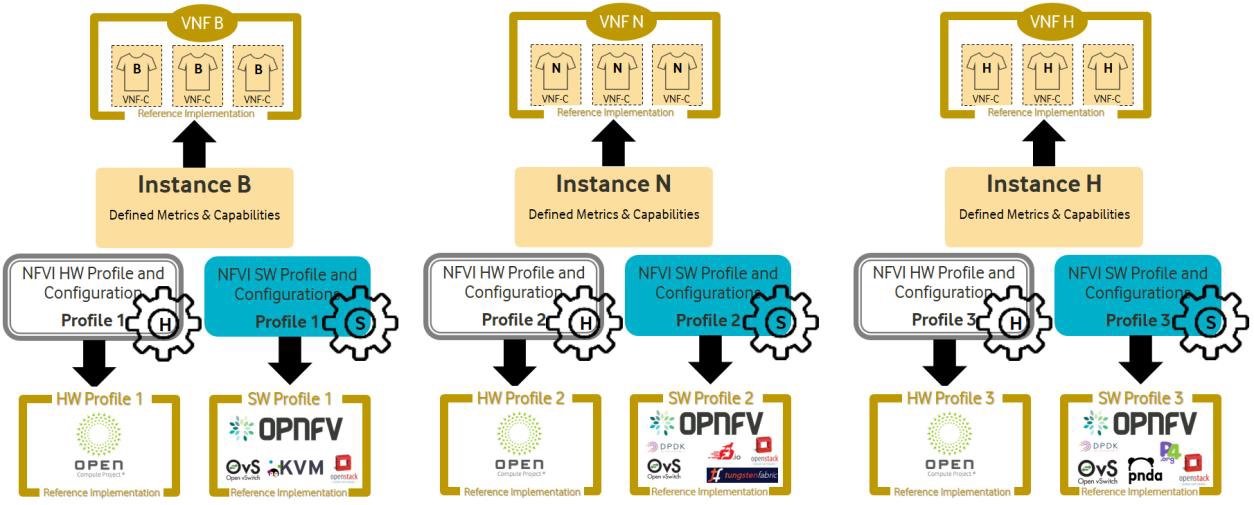 VNF B
B B B
VNF-C VNF-C VNF-C
Reference Implementation
Instance B
Defined Metrics & Capabilities
NFVI HW Profile and
Configuration
Profile 1
H
NFVI SW Profile and
Configurations
Profile 1
S
HW Profile 1
OPEN
Compute Project®
Reference Implementation
SW Profile 1
OPNFV
OvS
Open vSwitch
KVM
openstack
Reference Implementation
VNF N
N N N
VNF-C VNF-C VNF-C
Reference Implementation
Instance N
Defined Metrics & Capabilities
NFVI HW Profile and
Configuration
Profile 2
H
NFVI SW Profile and
Configurations
Profile 2
S
HW Profile 2
OPEN
Compute Project®
Reference Implementation
SW Profile 2
OPNFV
DPDK
.io
openstack
OvS
Open vSwitch
tungstenfabric
Reference Implementation
VNF H
H H H
VNF-C VNF-C VNF-C
Reference Implementation
Instance H
Defined Metrics & Capabilities
NFVI HW Profile and
Configuration
Profile 3
H
NFVI SW Profile and
Configurations
Profile 3
S
HW Profile 3
OPEN
Compute Project®
Reference Implementation
SW Profile 3
OPNFV
DPDK
P4
.org
OvS
Open vSwitch
pnda
openstack
Reference Implementation